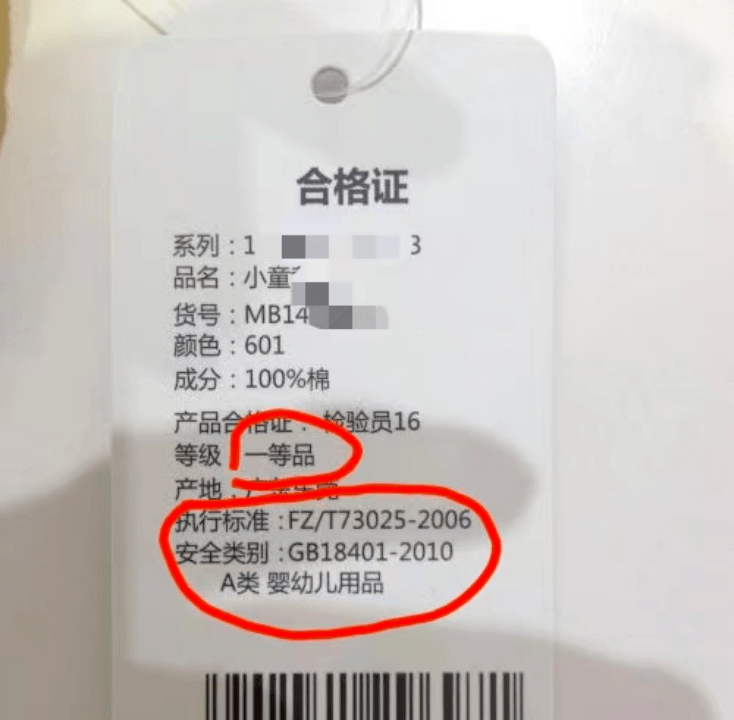 合格证
系列：1 3
品名：小童
货号：MB14
颜色：601
成分：100%棉
产品合格证： 检验员16
等级：一等品
产地：广东
执行标准：FZ/T73025-2006
安全类别：GB18401-2010
A类 婴幼儿用品